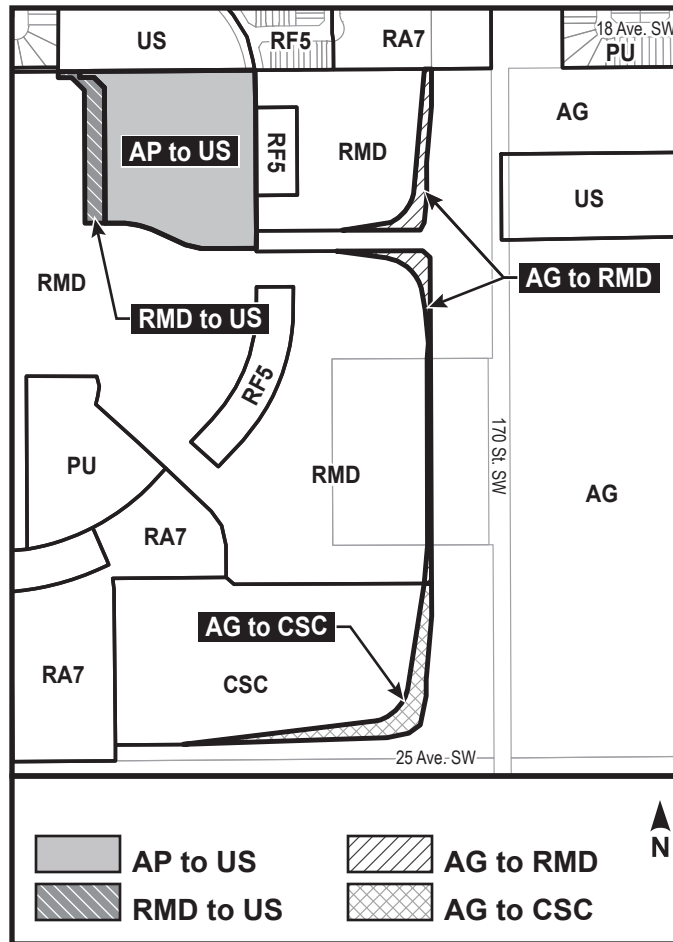 US
RF5
RA7
18 Ave. SW
PU
AG
AP to US
RF5
RMD
US
RMD
AG to RMD
RMD to US
RF5
170 St. SW
PU
RMD
AG
RA7
AG to CSC
RA7
CSC
25 Ave. SW
N
AP to US
AG to RMD
RMD to US
AG to CSC